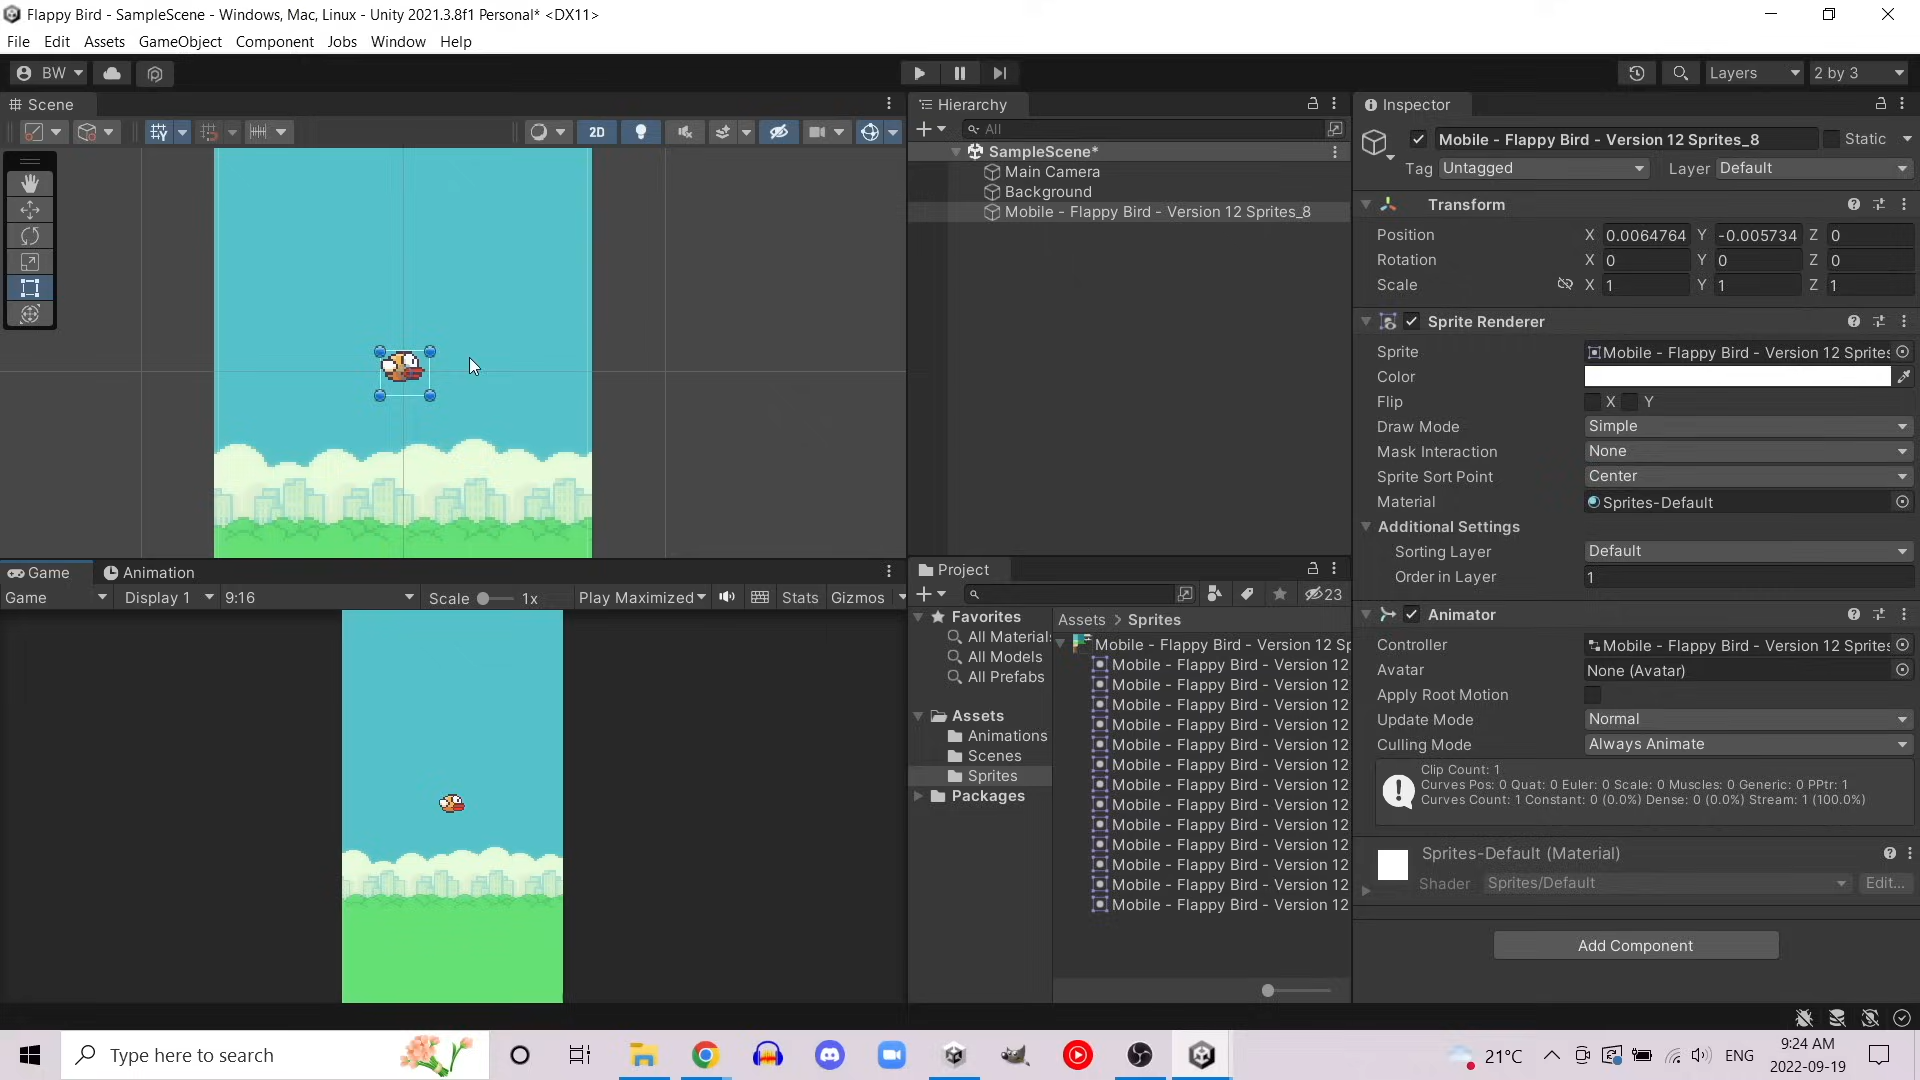 Flappy Bird - SampleScene - Windows, Mac, Linux - Unity 2021.3.8f1 Personal* <DX11>
File Edit Assets GameObject Component Jobs Window Help
BW
Layers
2 by 3
Scene
2D
Hierarchy
All
SampleScene*
Main Camera
Background
Mobile - Flappy Bird - Version 12 Sprites_8
Inspector
Mobile - Flappy Bird - Version 12 Sprites_8
Static
Tag Untagged Layer Default
Transform
Position X 0.0064764 Y -0.005734 Z 0
Rotation X 0 Y 0 Z 0
Scale X 1 Y 1 Z 1
Sprite Renderer
Sprite Mobile - Flappy Bird - Version 12 Sprites
Color
Flip X Y
Draw Mode Simple
Mask Interaction None
Sprite Sort Point Center
Material Sprites-Default
Additional Settings
Sorting Layer Default
Order in Layer 1
Animator
Controller Mobile - Flappy Bird - Version 12 Sprites
Avatar None (Avatar)
Apply Root Motion
Update Mode Normal
Culling Mode Always Animate
Clip Count: 1
Curves Pos: 0 Quat: 0 Euler: 0 Scale: 0 Muscles: 0 Generic: 0 PPtr: 1
Curves Count: 1 Constant: 0 (0.0%) Dense: 0 (0.0%) Stream: 1 (100.0%)
Sprites-Default (Material)
Shader Sprites/Default Edit...
Add Component
Game Animation
Game Display 1 9:16 Scale 1x Play Maximized Stats Gizmos
Project
23
Favorites
All Materials
All Models
All Prefabs
Assets
Animations
Scenes
Sprites
Packages
Assets > Sprites
Mobile - Flappy Bird - Version 12 Sp
Mobile - Flappy Bird - Version 12
Mobile - Flappy Bird - Version 12
Mobile - Flappy Bird - Version 12
Mobile - Flappy Bird - Version 12
Mobile - Flappy Bird - Version 12
Mobile - Flappy Bird - Version 12
Mobile - Flappy Bird - Version 12
Mobile - Flappy Bird - Version 12
Mobile - Flappy Bird - Version 12
Mobile - Flappy Bird - Version 12
Mobile - Flappy Bird - Version 12
Mobile - Flappy Bird - Version 12
Mobile - Flappy Bird - Version 12
Type here to search
21°C
ENG
9:24 AM
2022-09-19